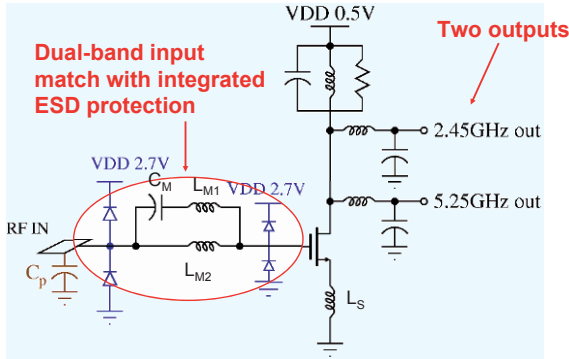 VDD 0.5V
Two outputs
Dual-band input
match with integrated
ESD protection
2.45GHz out
VDD 2.7V
C_M
L_M1
VDD 2.7V
5.25GHz out
RF IN
L_M2
C_p
L_S